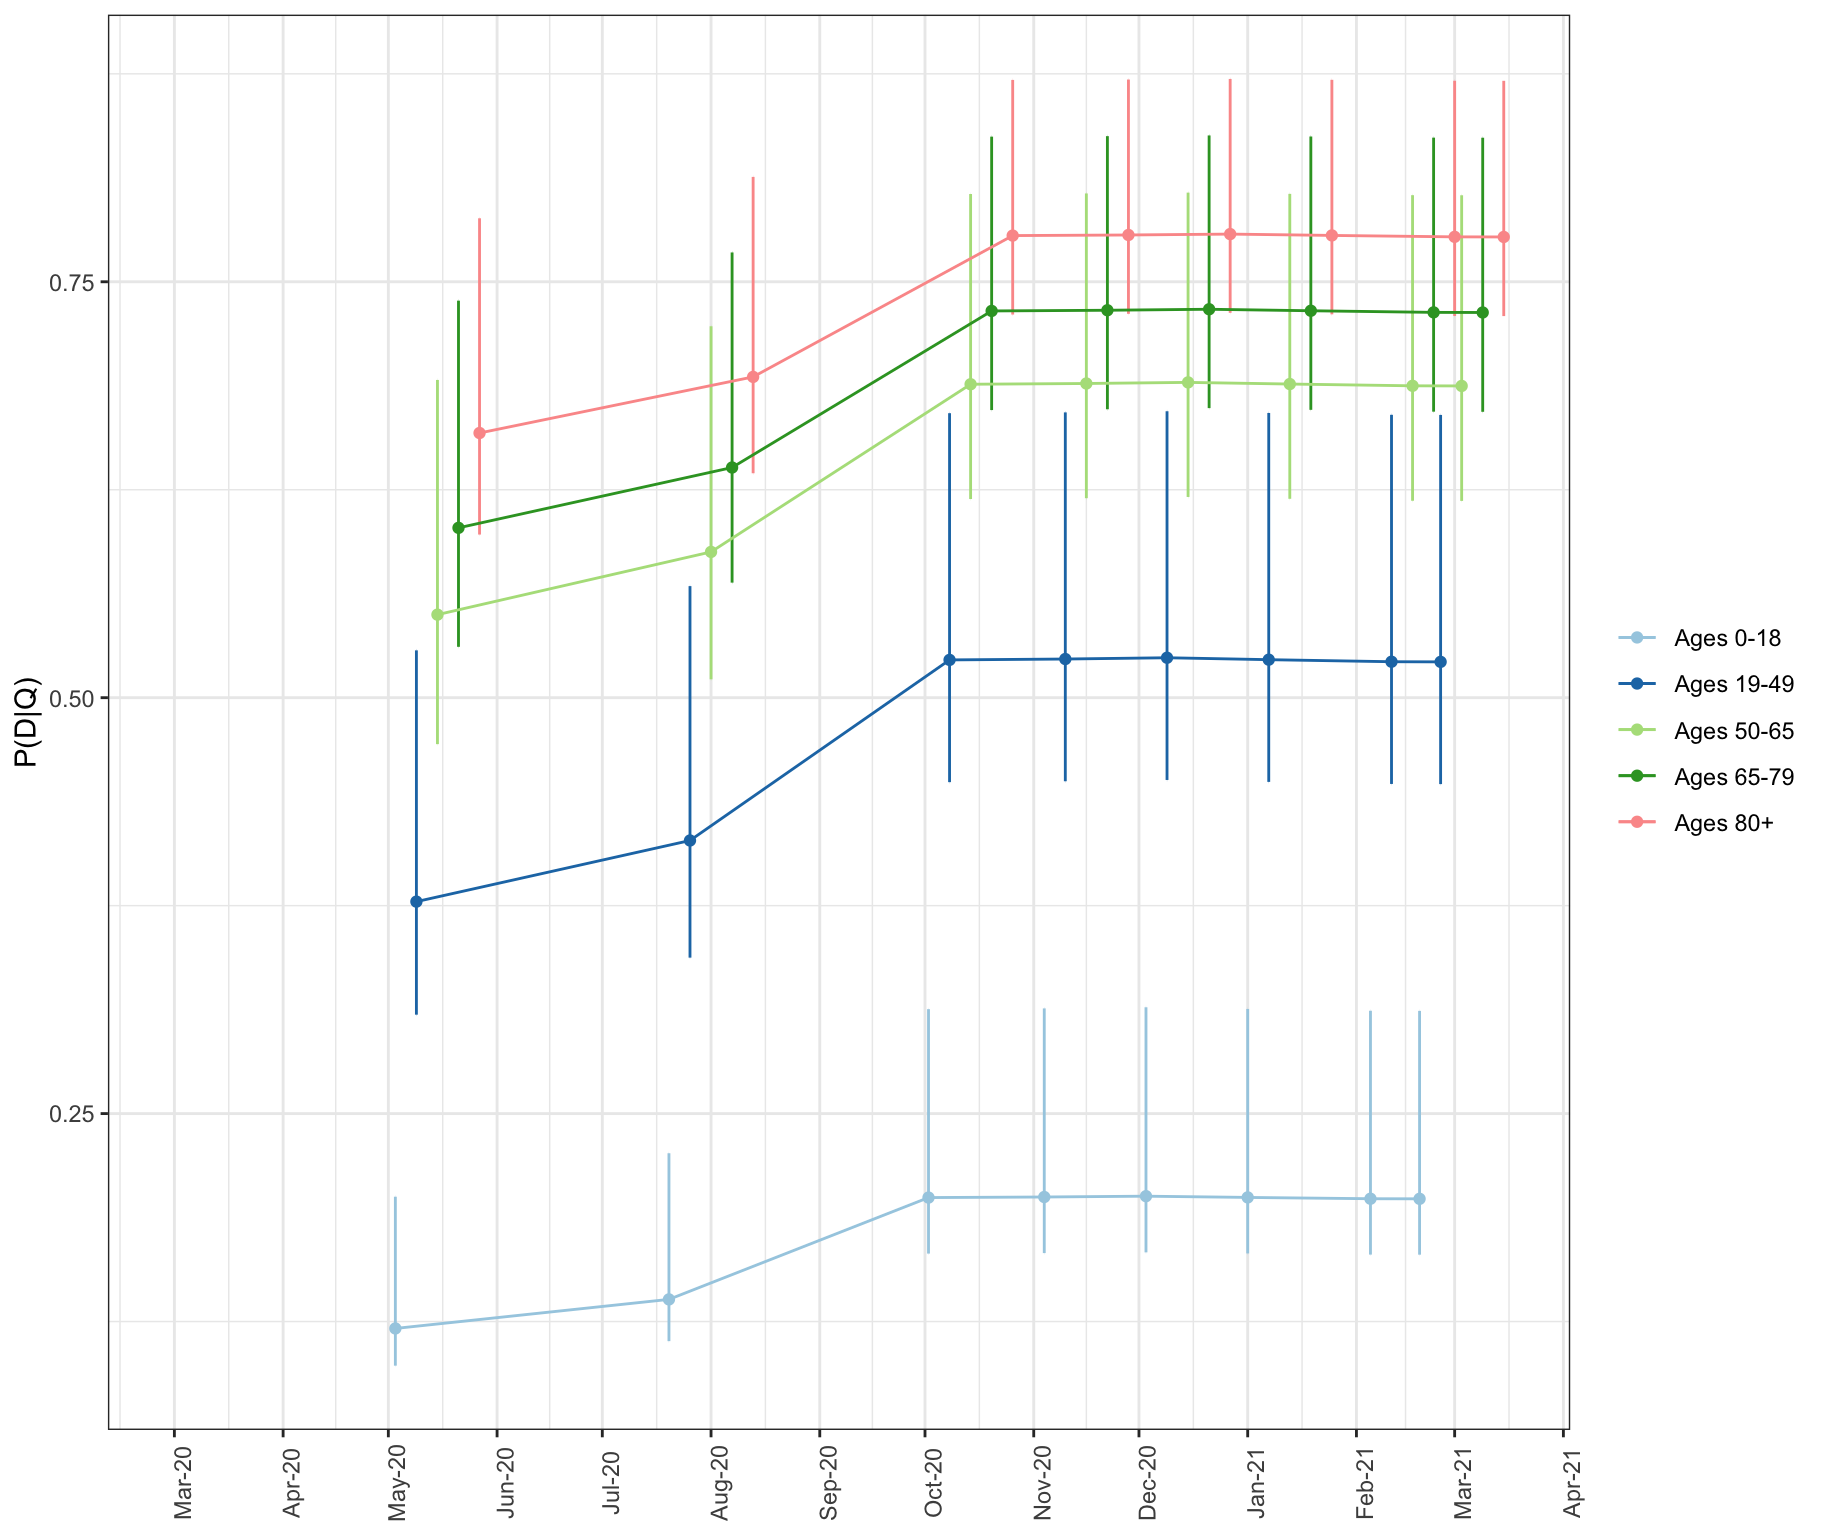 P(D|Q)
0.75
0.50
0.25
Mar-20
Apr-20
May-20
Jun-20
Jul-20
Aug-20
Sep-20
Oct-20
Nov-20
Dec-20
Jan-21
Feb-21
Mar-21
Apr-21
Ages 0-18
Ages 19-49
Ages 50-65
Ages 65-79
Ages 80+